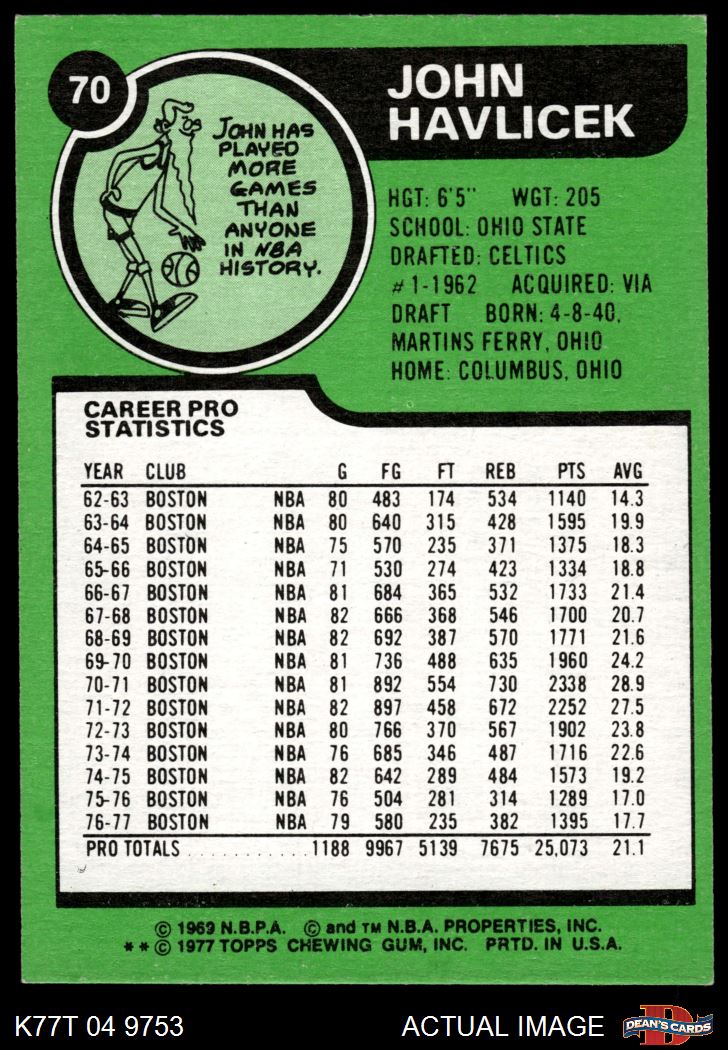 70
JOHN HAS
PLAYED
MORE
GAMES
THAN
ANYONE
IN NBA
HISTORY.
JOHN
HAVLICEK
HGT: 6'5" WGT: 205
SCHOOL: OHIO STATE
DRAFTED: CELTICS
#1-1962 ACQUIRED: VIA
DRAFT BORN: 4-8-40,
MARTINS FERRY, OHIO
HOME: COLUMBUS, OHIO
CAREER PRO
STATISTICS
YEAR CLUB G FG FT REB PTS AVG
62-63 BOSTON NBA 80 483 174 534 1140 14.3
63-64 BOSTON NBA 80 640 315 428 1595 19.9
64-65 BOSTON NBA 75 570 235 371 1375 18.3
65-66 BOSTON NBA 71 530 274 423 1334 18.8
66-67 BOSTON NBA 81 684 365 532 1733 21.4
67-68 BOSTON NBA 82 666 368 546 1700 20.7
68-69 BOSTON NBA 82 692 387 570 1771 21.6
69-70 BOSTON NBA 81 736 488 635 1960 24.2
70-71 BOSTON NBA 81 892 554 730 2338 28.9
71-72 BOSTON NBA 82 897 458 672 2252 27.5
72-73 BOSTON NBA 80 766 370 567 1902 23.8
73-74 BOSTON NBA 76 685 346 487 1716 22.6
74-75 BOSTON NBA 82 642 289 484 1573 19.2
75-76 BOSTON NBA 76 504 281 314 1289 17.0
76-77 BOSTON NBA 79 580 235 382 1395 17.7
PRO TOTALS . . . . . . . . . . . 1188 9967 5139 7675 25,073 21.1
© 1969 N.B.P.A. © and TM N.B.A. PROPERTIES, INC.
**© 1977 TOPPS CHEWING GUM, INC. PRTD. IN U.S.A.
K77T 04 9753 ACTUAL IMAGE
D
DEAN'S CARDS